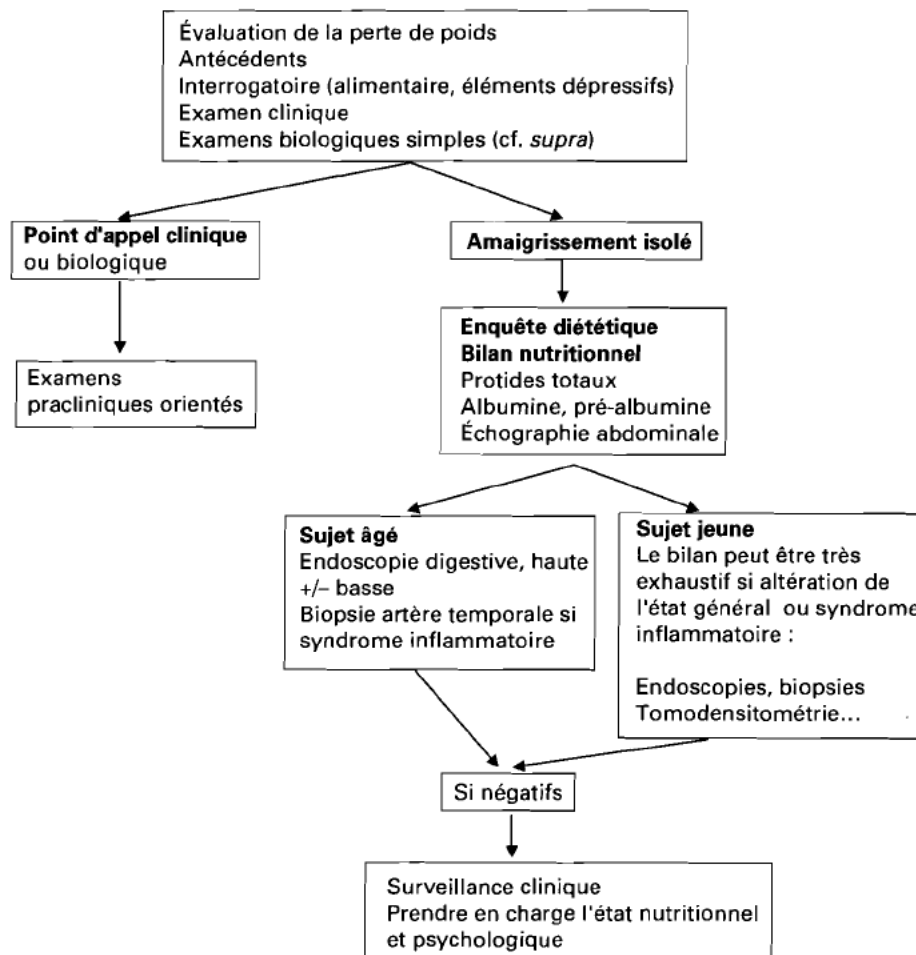 Évaluation de la perte de poids
Antécédents
Interrogatoire (alimentaire, éléments dépressifs)
Examen clinique
Examens biologiques simples (cf. supra)
Point d'appel clinique
ou biologique
Amaigrissement isolé
Examens
pracliniques orientés
Enquête diététique
Bilan nutritionnel
Protides totaux
Albumine, pré-albumine
Échographie abdominale
Sujet âgé
Endoscopie digestive, haute
+/– basse
Biopsie artère temporale si
syndrome inflammatoire
Sujet jeune
Le bilan peut être très
exhaustif si altération de
l'état général ou syndrome
inflammatoire :
Endoscopies, biopsies
Tomodensitométrie...
Si négatifs
Surveillance clinique
Prendre en charge l'état nutritionnel
et psychologique